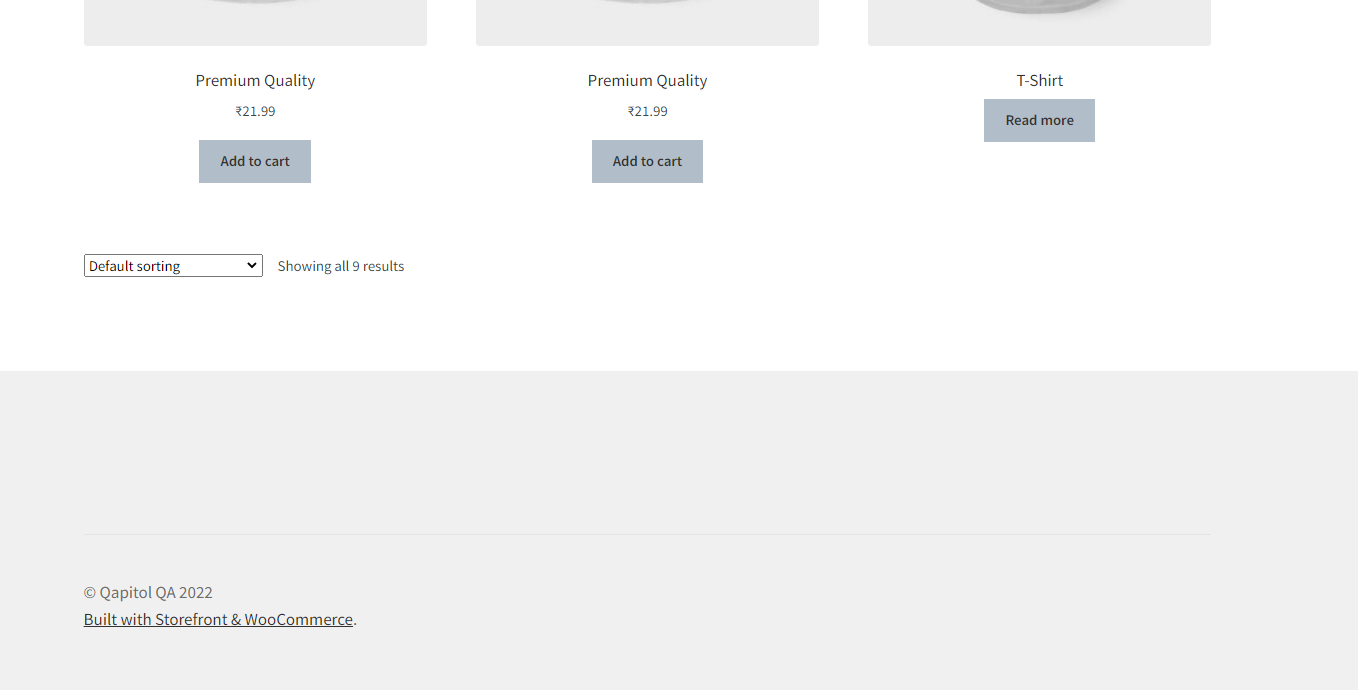 Premium Quality
Premium Quality
T-Shirt
₹21.99
₹21.99
Read more
Add to cart
Add to cart
Default sorting
Showing all 9 results
© Qapitol QA 2022
Built with Storefront & WooCommerce.